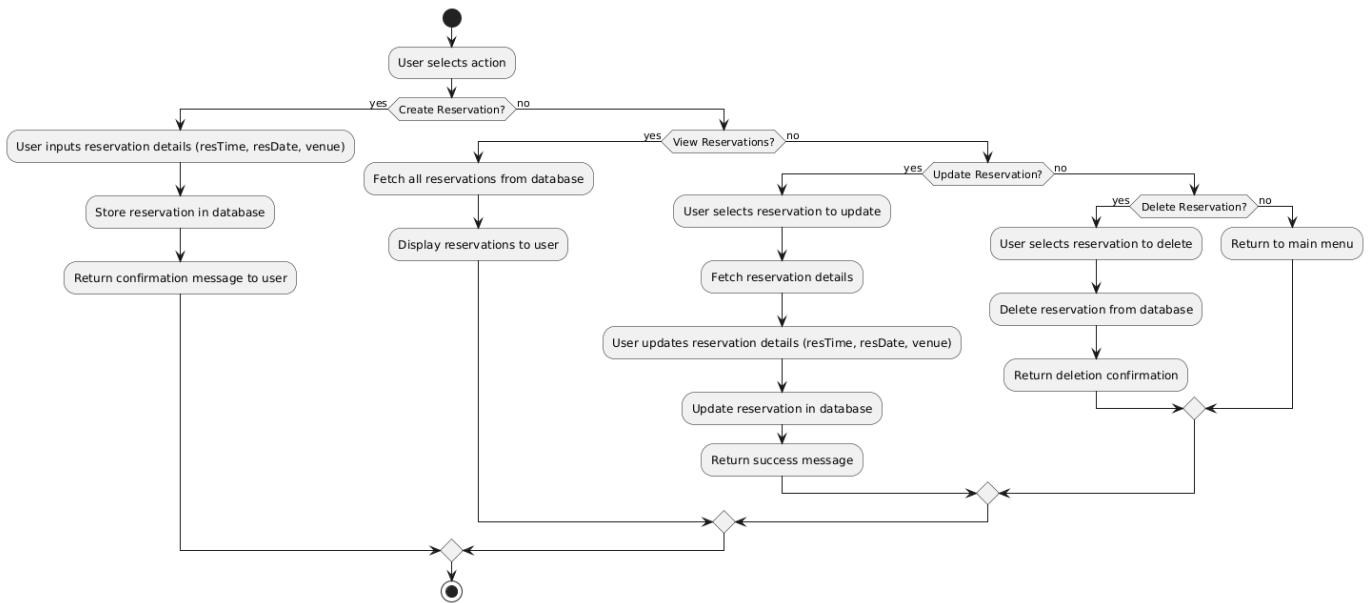 User selects action
yes
Create Reservation?
no
User inputs reservation details (resTime, resDate, venue)
Store reservation in database
Return confirmation message to user
yes
View Reservations?
no
Fetch all reservations from database
Display reservations to user
yes
Update Reservation?
no
User selects reservation to update
Fetch reservation details
User updates reservation details (resTime, resDate, venue)
Update reservation in database
Return success message
yes
Delete Reservation?
no
User selects reservation to delete
Delete reservation from database
Return deletion confirmation
Return to main menu